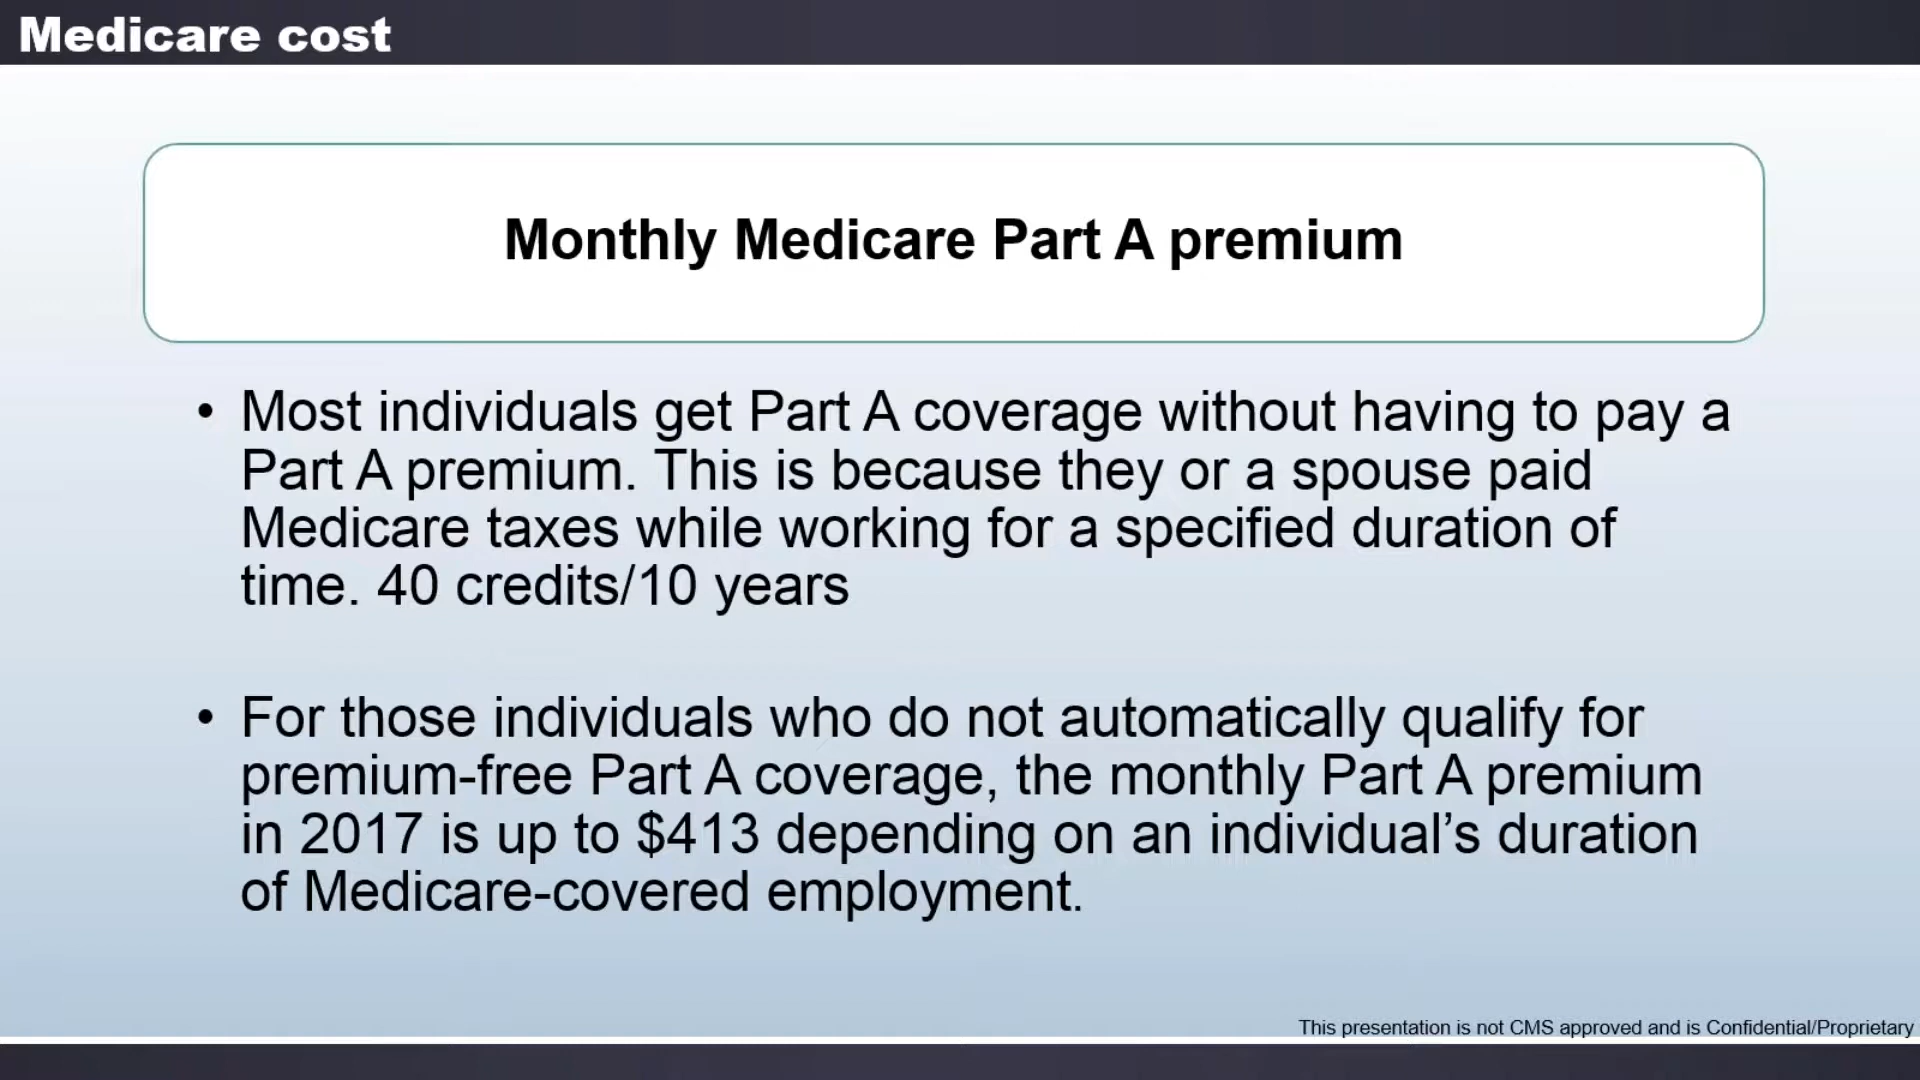 Medicare cost
Monthly Medicare Part A premium
• Most individuals get Part A coverage without having to pay a
Part A premium. This is because they or a spouse paid
Medicare taxes while working for a specified duration of
time. 40 credits/10 years
• For those individuals who do not automatically qualify for
premium-free Part A coverage, the monthly Part A premium
in 2017 is up to $413 depending on an individual’s duration
of Medicare-covered employment.
This presentation is not CMS approved and is Confidential/Proprietary